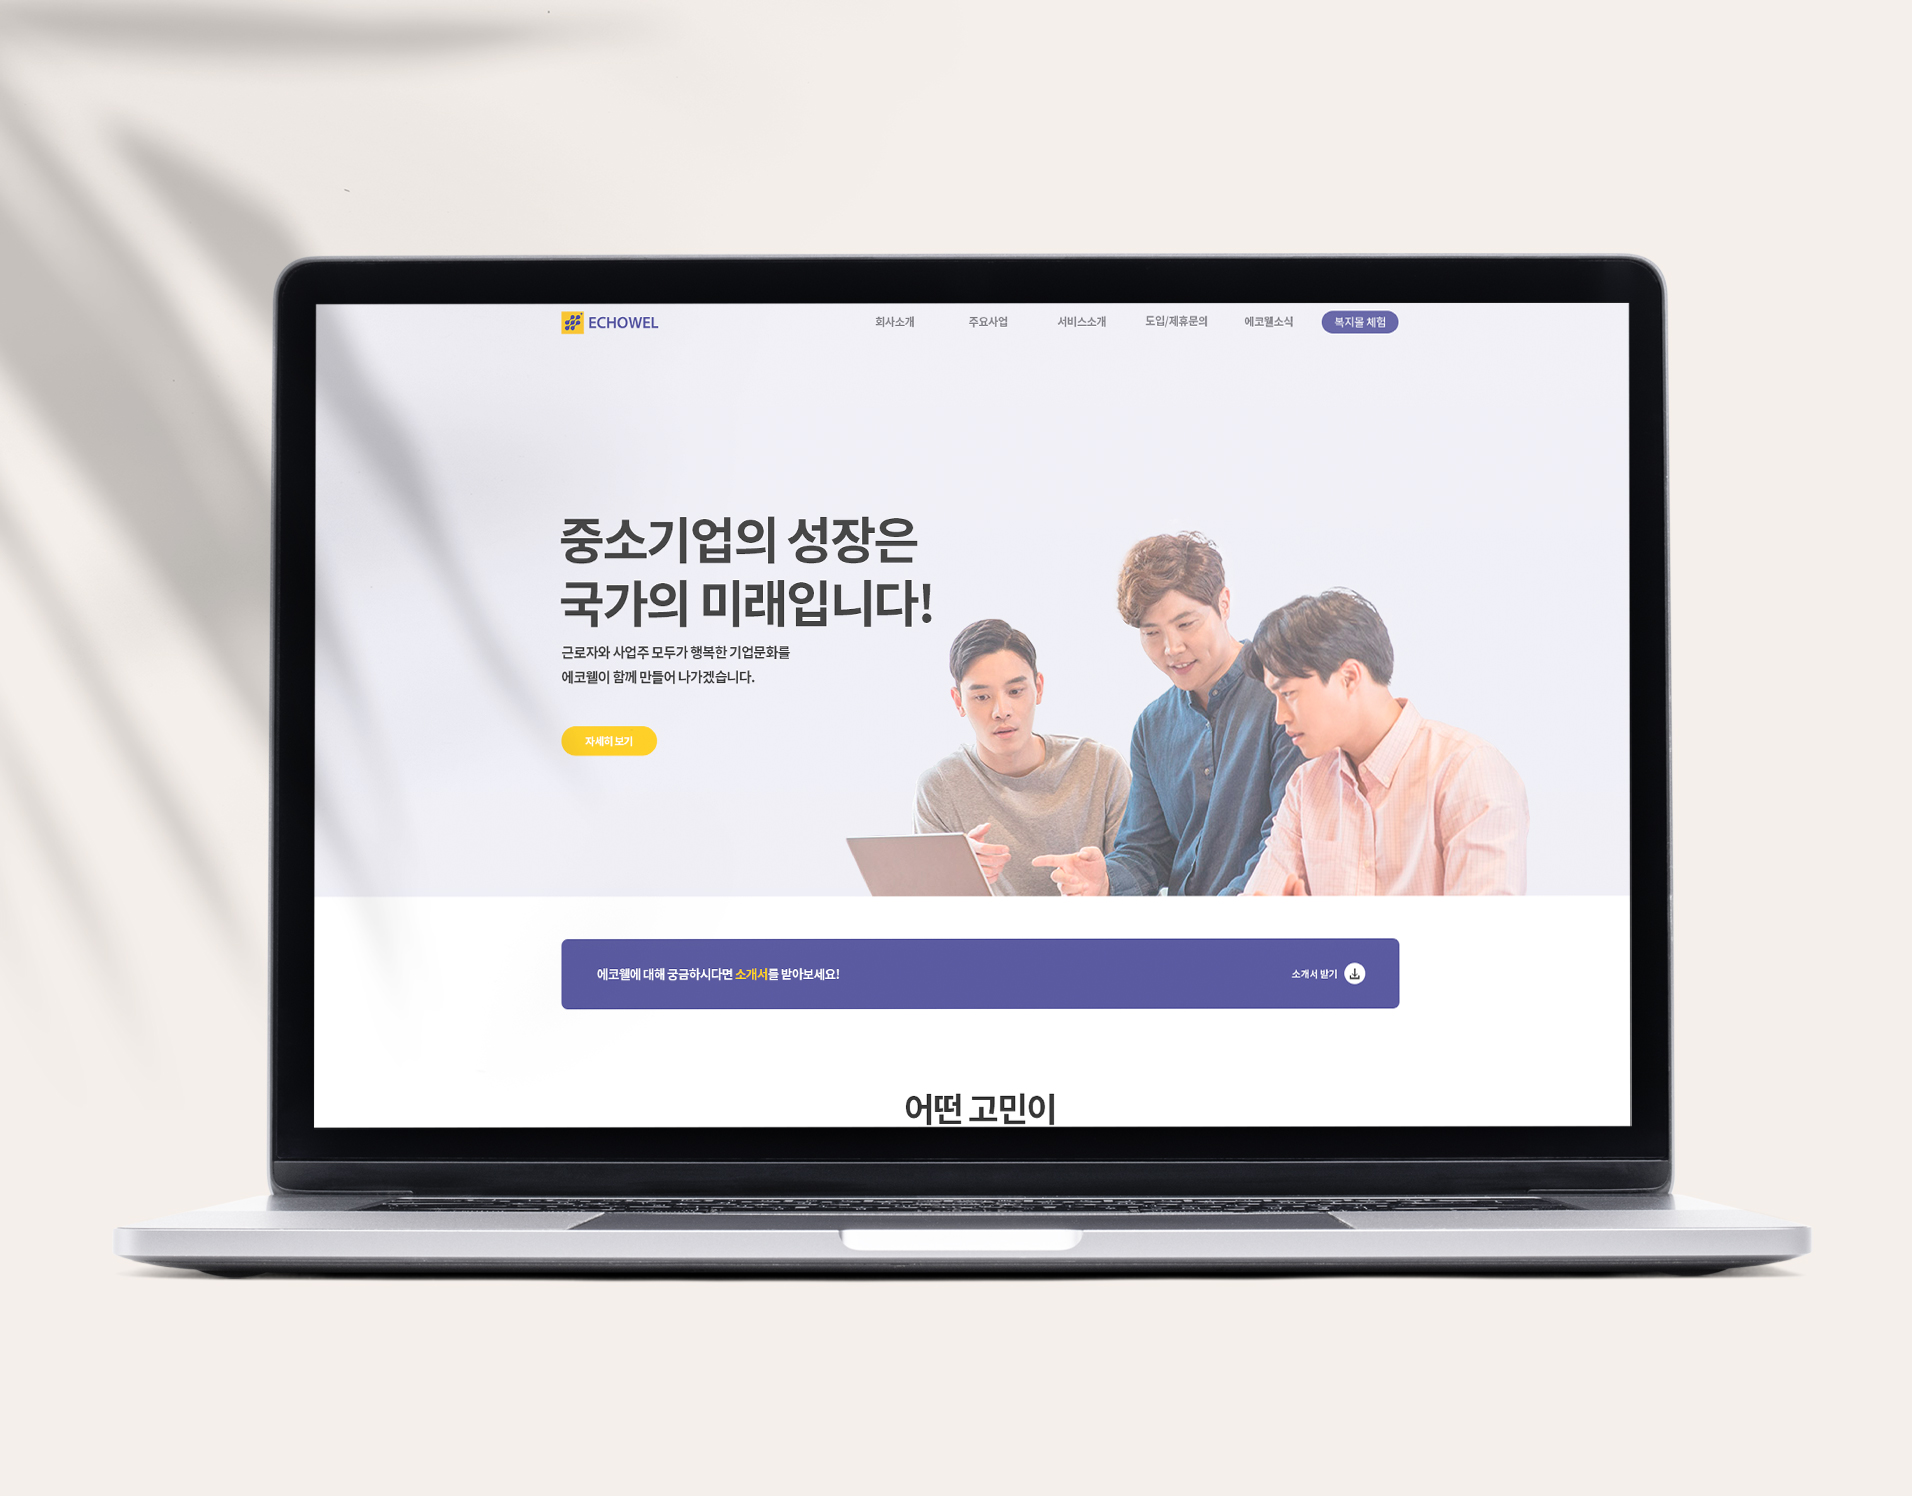 ECHOWEL
회사소개
주요사업
서비스소개
도입/제휴문의
에코웰소식
복지몰 체험
중소기업의 성장은
국가의 미래입니다!
근로자와 사업주 모두가 행복한 기업문화를
에코웰이 함께 만들어 나가겠습니다.
자세히 보기
에코웰에 대해 궁금하시다면 소개서를 받아보세요!
소개서 받기
어떤 고민이